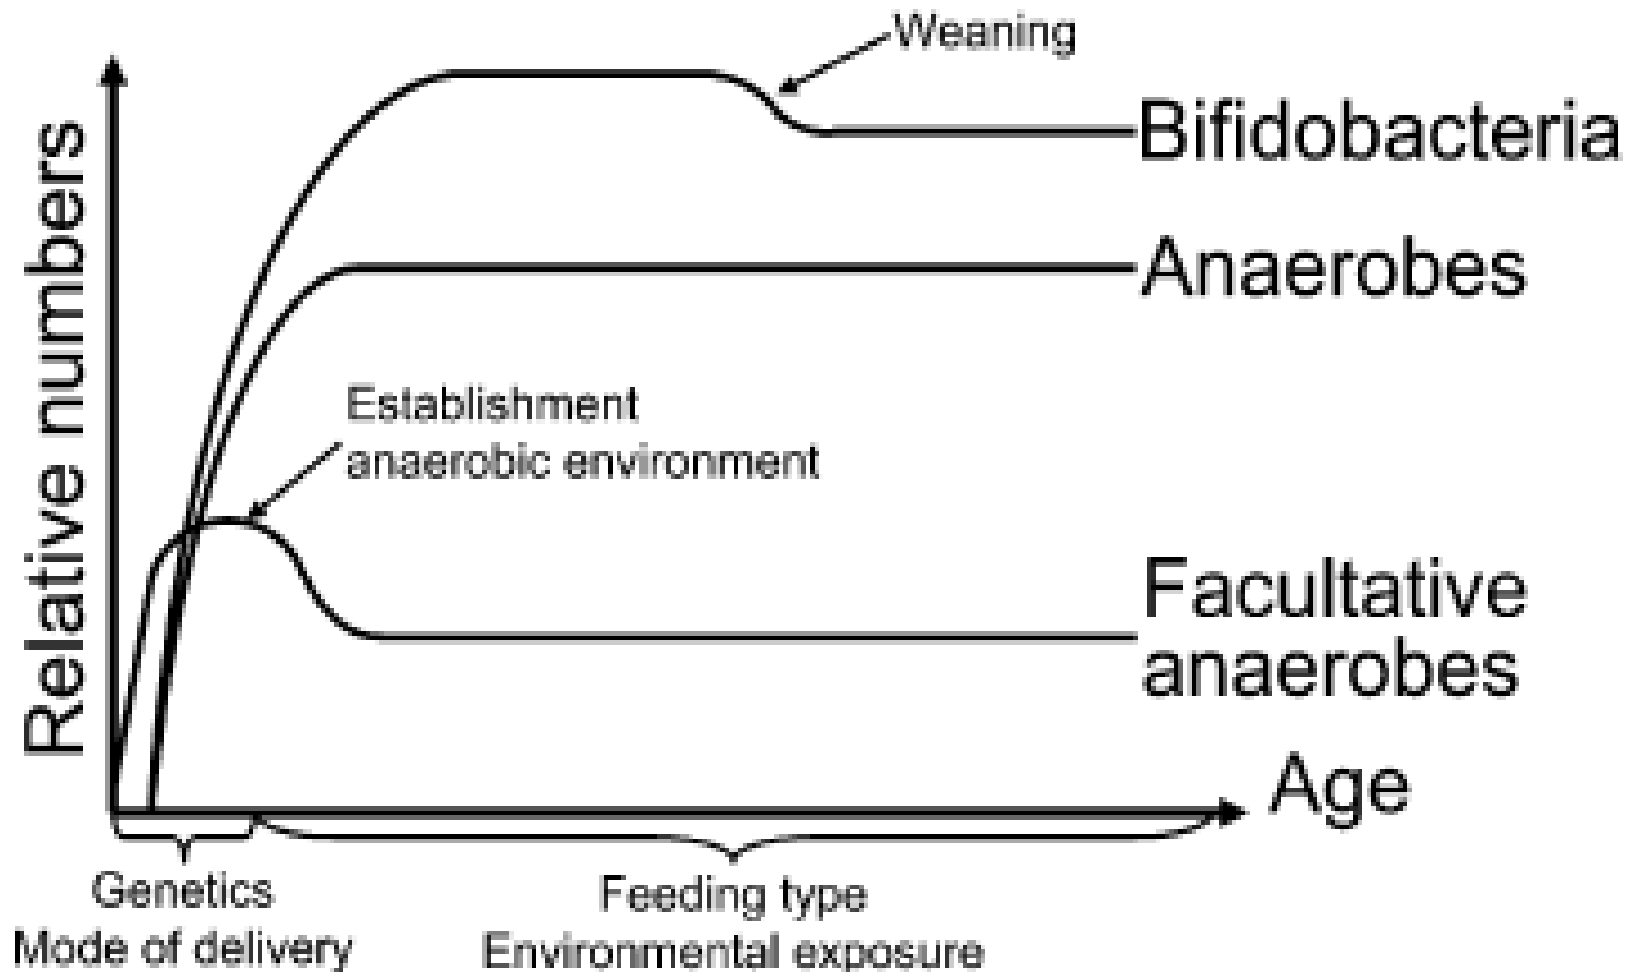 Weaning
Bifidobacteria
Relative numbers
Anaerobes
Establishment
anaerobic environment
Facultative
anaerobes
Age
Genetics
Mode of delivery
Feeding type
Environmental exposure